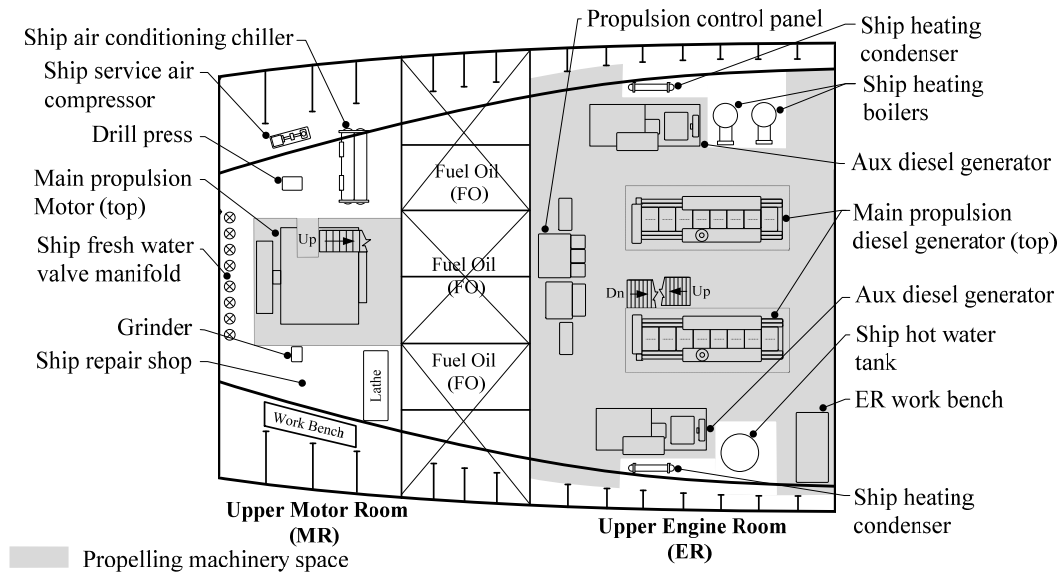 Propulsion control panel
Ship heating
condenser
Ship air conditioning chiller
Ship service air
compressor
Ship heating
boilers
Drill press
Aux diesel generator
Fuel Oil
(FO)
Main propulsion
Motor (top)
Main propulsion
diesel generator (top)
Up
Ship fresh water
valve manifold
Fuel Oil
(FO)
Dn
Up
Aux diesel generator
Grinder
Ship hot water
tank
Ship repair shop
Fuel Oil
(FO)
Lathe
ER work bench
Work Bench
Ship heating
condenser
Upper Motor Room
(MR)
Upper Engine Room
(ER)
Propelling machinery space